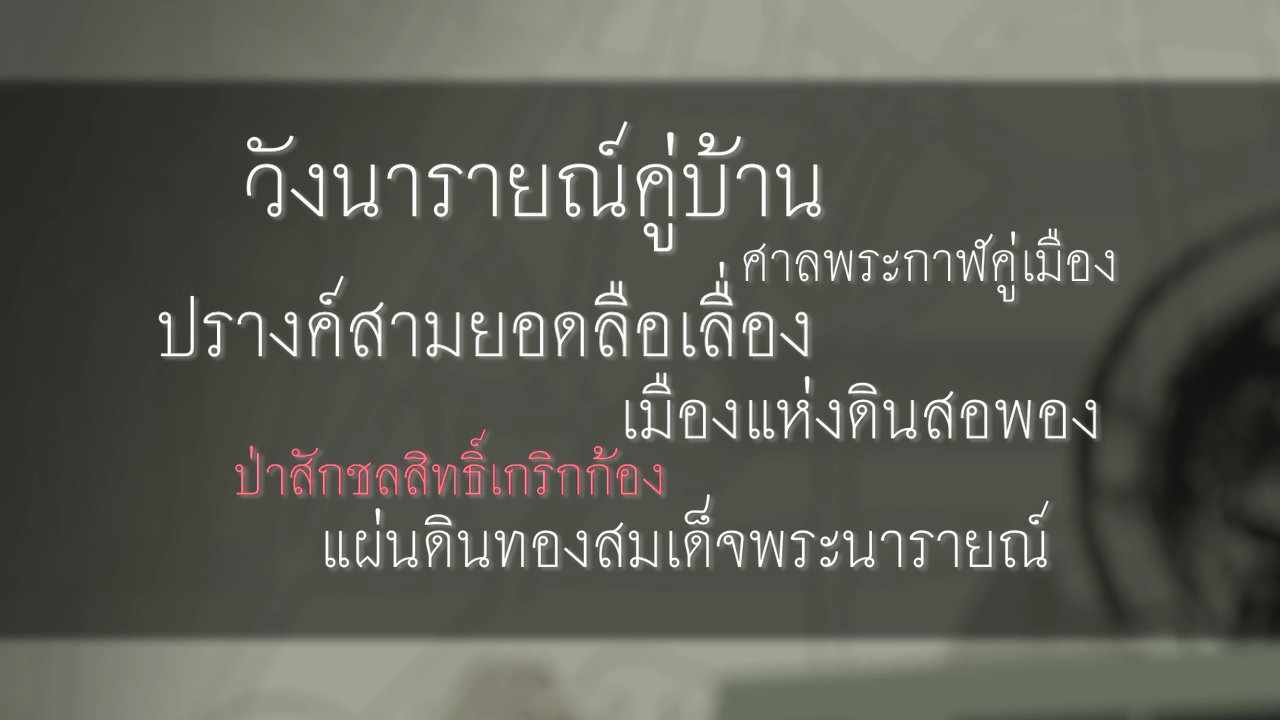 วังนารายณ์คู่บ้าน
ศาลพระกาฬคู่เมือง
ปรางค์สามยอดลือเลื่อง
เมืองแห่งดินสอพอง
ป่าสักชลสิทธิ์เกริกก้อง
แผ่นดินทองสมเด็จพระนารายณ์